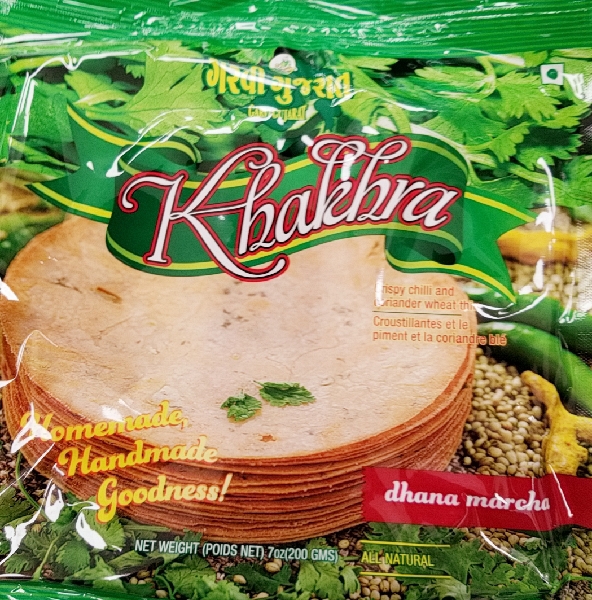 ગરવી ગુજરાત
Khakhra
crispy chilli and
coriander wheat thi
Croustillantes et le
piment et la coriandre blé
Homemade,
Handmade
Goodness!
dhana marcha
NET WEIGHT (POIDS NET) 7oz(200 GMS)
ALL NATURAL